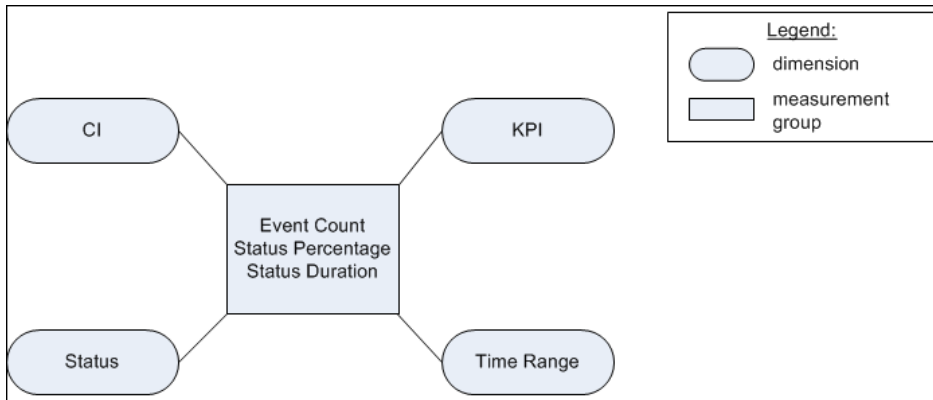 Legend:
dimension
measurement
group
CI
KPI
Event Count
Status Percentage
Status Duration
Status
Time Range